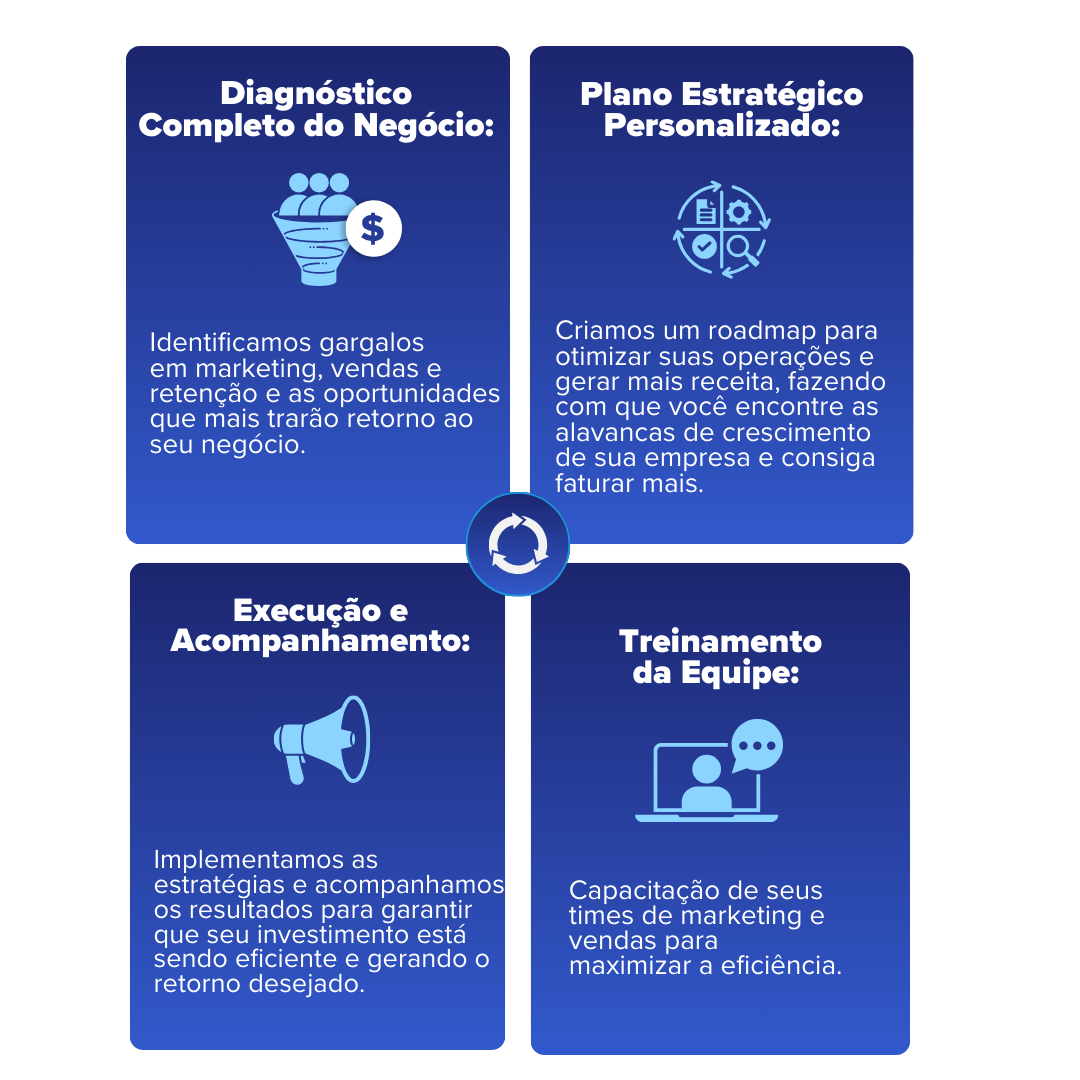 Diagnóstico
Completo do Negócio:
$
Identificamos gargalos
em marketing, vendas e
retenção e as oportunidades
que mais trarão retorno ao
seu negócio.
Plano Estratégico
Personalizado:
Criamos um roadmap para
otimizar suas operações e
gerar mais receita, fazendo
com que você encontre as
alavancas de crescimento
de sua empresa e consiga
faturar mais.
Execução e
Acompanhamento:
Implementamos as
estratégias e acompanhamos
os resultados para garantir
que seu investimento está
sendo eficiente e gerando o
retorno desejado.
Treinamento
da Equipe:
Capacitação de seus
times de marketing e
vendas para
maximizar a eficiência.